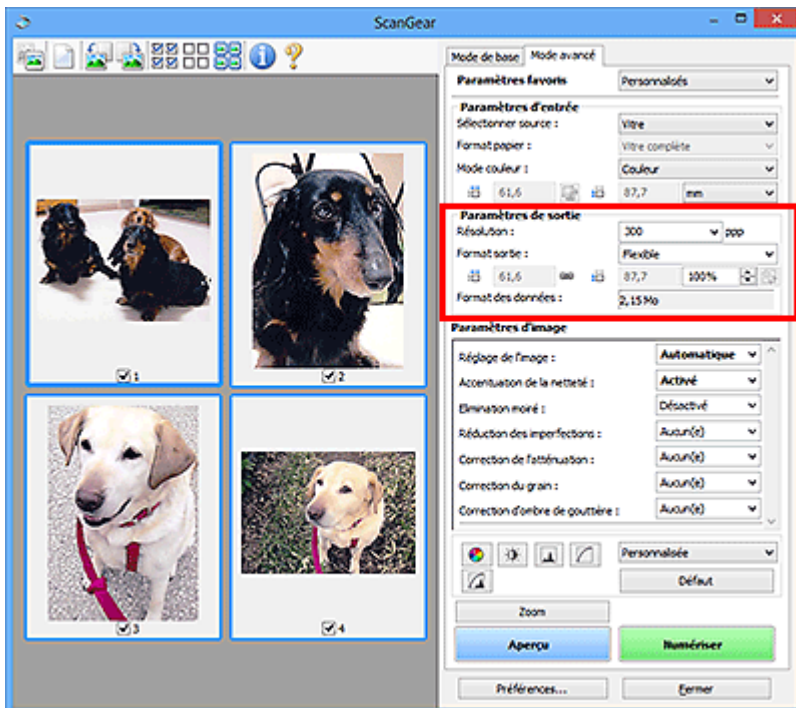 ScanGear
Mode de base Mode avancé
Paramètres favoris Personnalisés
Paramètres d'entrée
Sélectionner source : Vitre
Format papier : Vitre complète
Mode couleur : Couleur
61,6 87,7 mm
Paramètres de sortie
Résolution : 300 ppp
Format sortie : Flexible
61,6 87,7 100%
Format des données : 2,15 Mo
Paramètres d'image
Réglage de l'image : Automatique
Accentuation de la netteté : Activé
Elimination moiré : Désactivé
Réduction des imperfections : Aucun(e)
Correction de l'atténuation : Aucun(e)
Correction du grain : Aucun(e)
Correction d'ombre de gouttière : Aucun(e)
1
2
3
4
Personnalisée
Défaut
Zoom
Aperçu Numériser
Préférences... Fermer